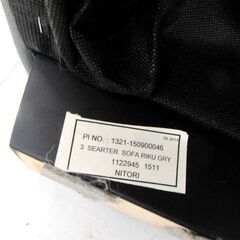 PI NO. : 1321-150900046
3 SEARTER SOFA RIKU GRY
1122945 1511
NITORI